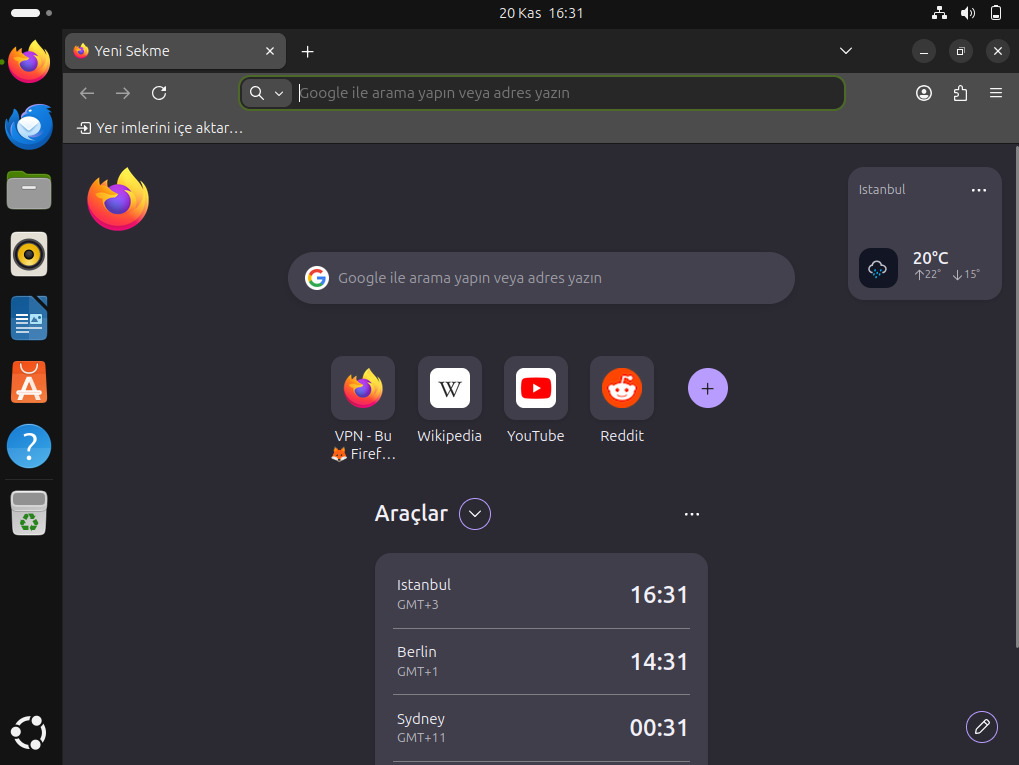 20 Kas 16:31
Yeni Sekme
Google ile arama yapın veya adres yazın
Yer imlerini içe aktar…
Istanbul
20°C
↑22° ↓15°
Google ile arama yapın veya adres yazın
VPN - Bu
🦊 Firef…
W
Wikipedia
YouTube
Reddit
Araçlar
Istanbul
GMT+3
16:31
Berlin
GMT+1
14:31
Sydney
GMT+11
00:31